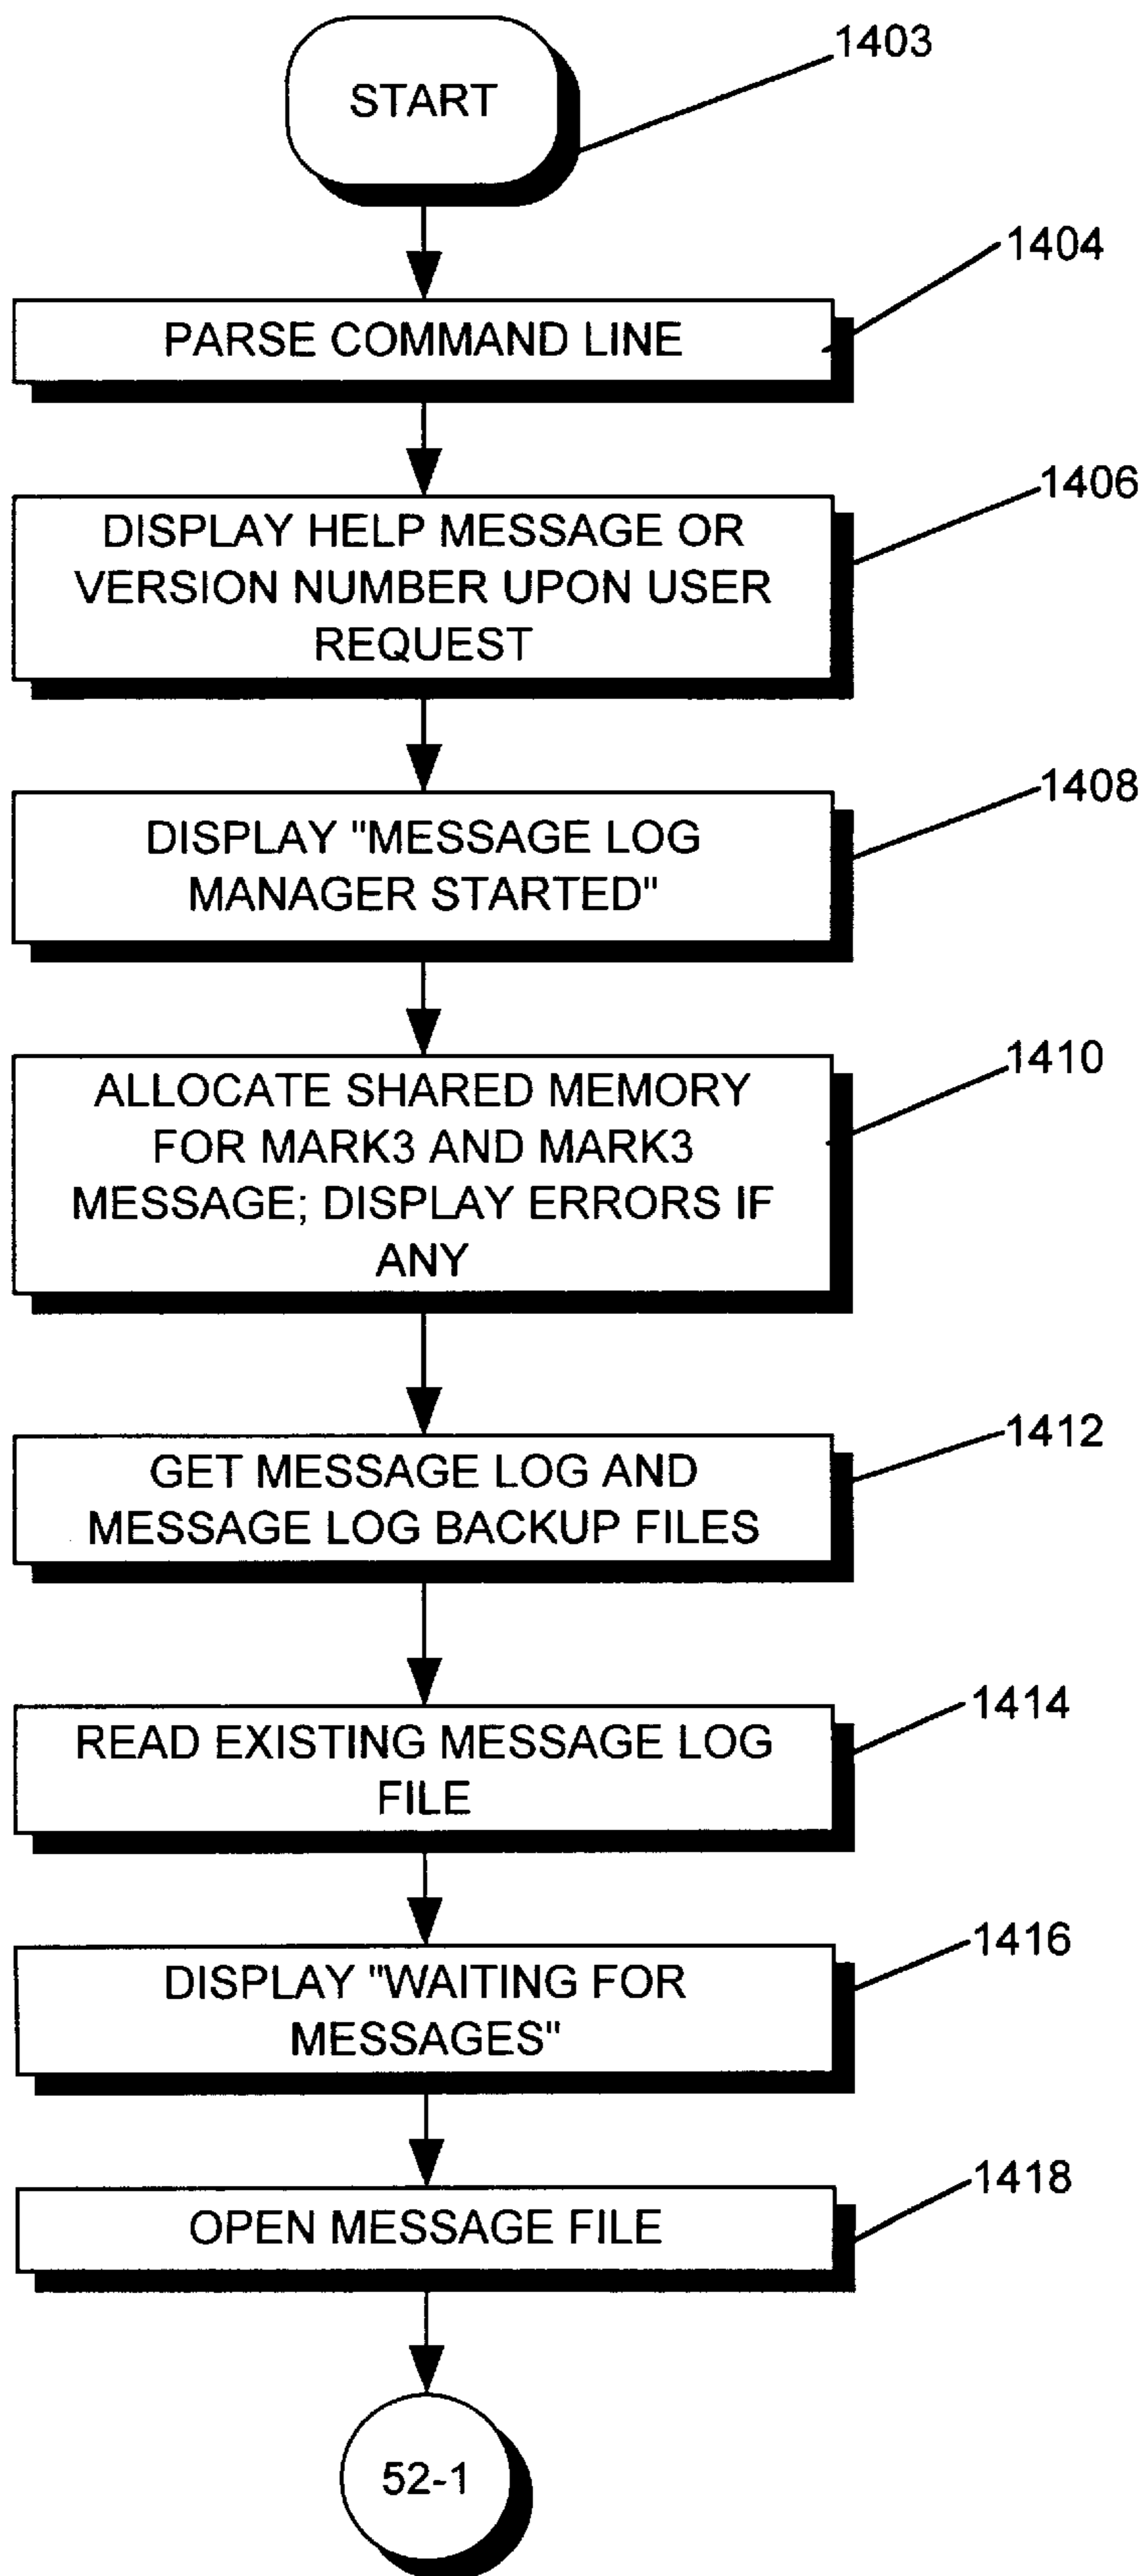 START
1403
1404
PARSE COMMAND LINE
1406
DISPLAY HELP MESSAGE OR
VERSION NUMBER UPON USER
REQUEST
1408
DISPLAY "MESSAGE LOG
MANAGER STARTED"
1410
ALLOCATE SHARED MEMORY
FOR MARK3 AND MARK3
MESSAGE; DISPLAY ERRORS IF
ANY
1412
GET MESSAGE LOG AND
MESSAGE LOG BACKUP FILES
1414
READ EXISTING MESSAGE LOG
FILE
1416
DISPLAY "WAITING FOR
MESSAGES"
1418
OPEN MESSAGE FILE
52-1